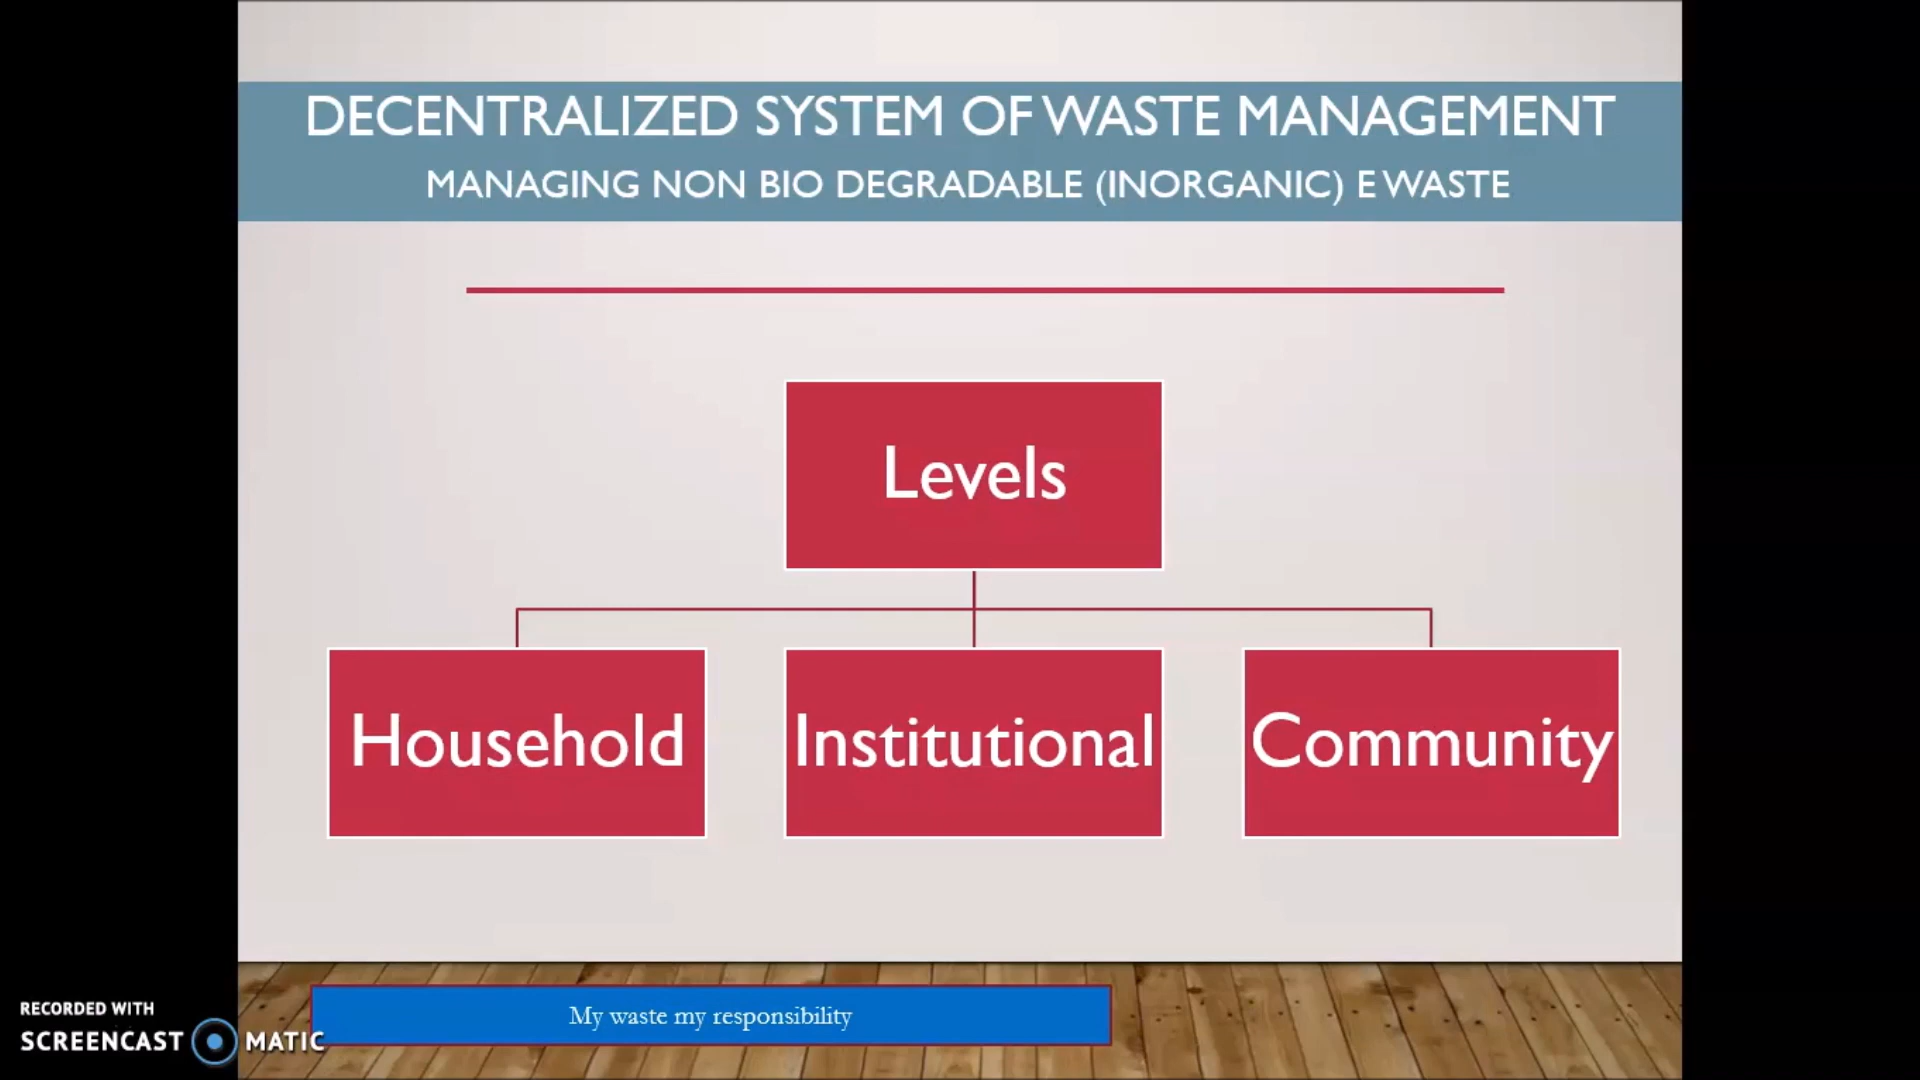 DECENTRALIZED SYSTEM OF WASTE MANAGEMENT
MANAGING NON BIO DEGRADABLE (INORGANIC) E WASTE
Levels
Household
Institutional
Community
My waste my responsibility
RECORDED WITH
SCREENCAST MATIC